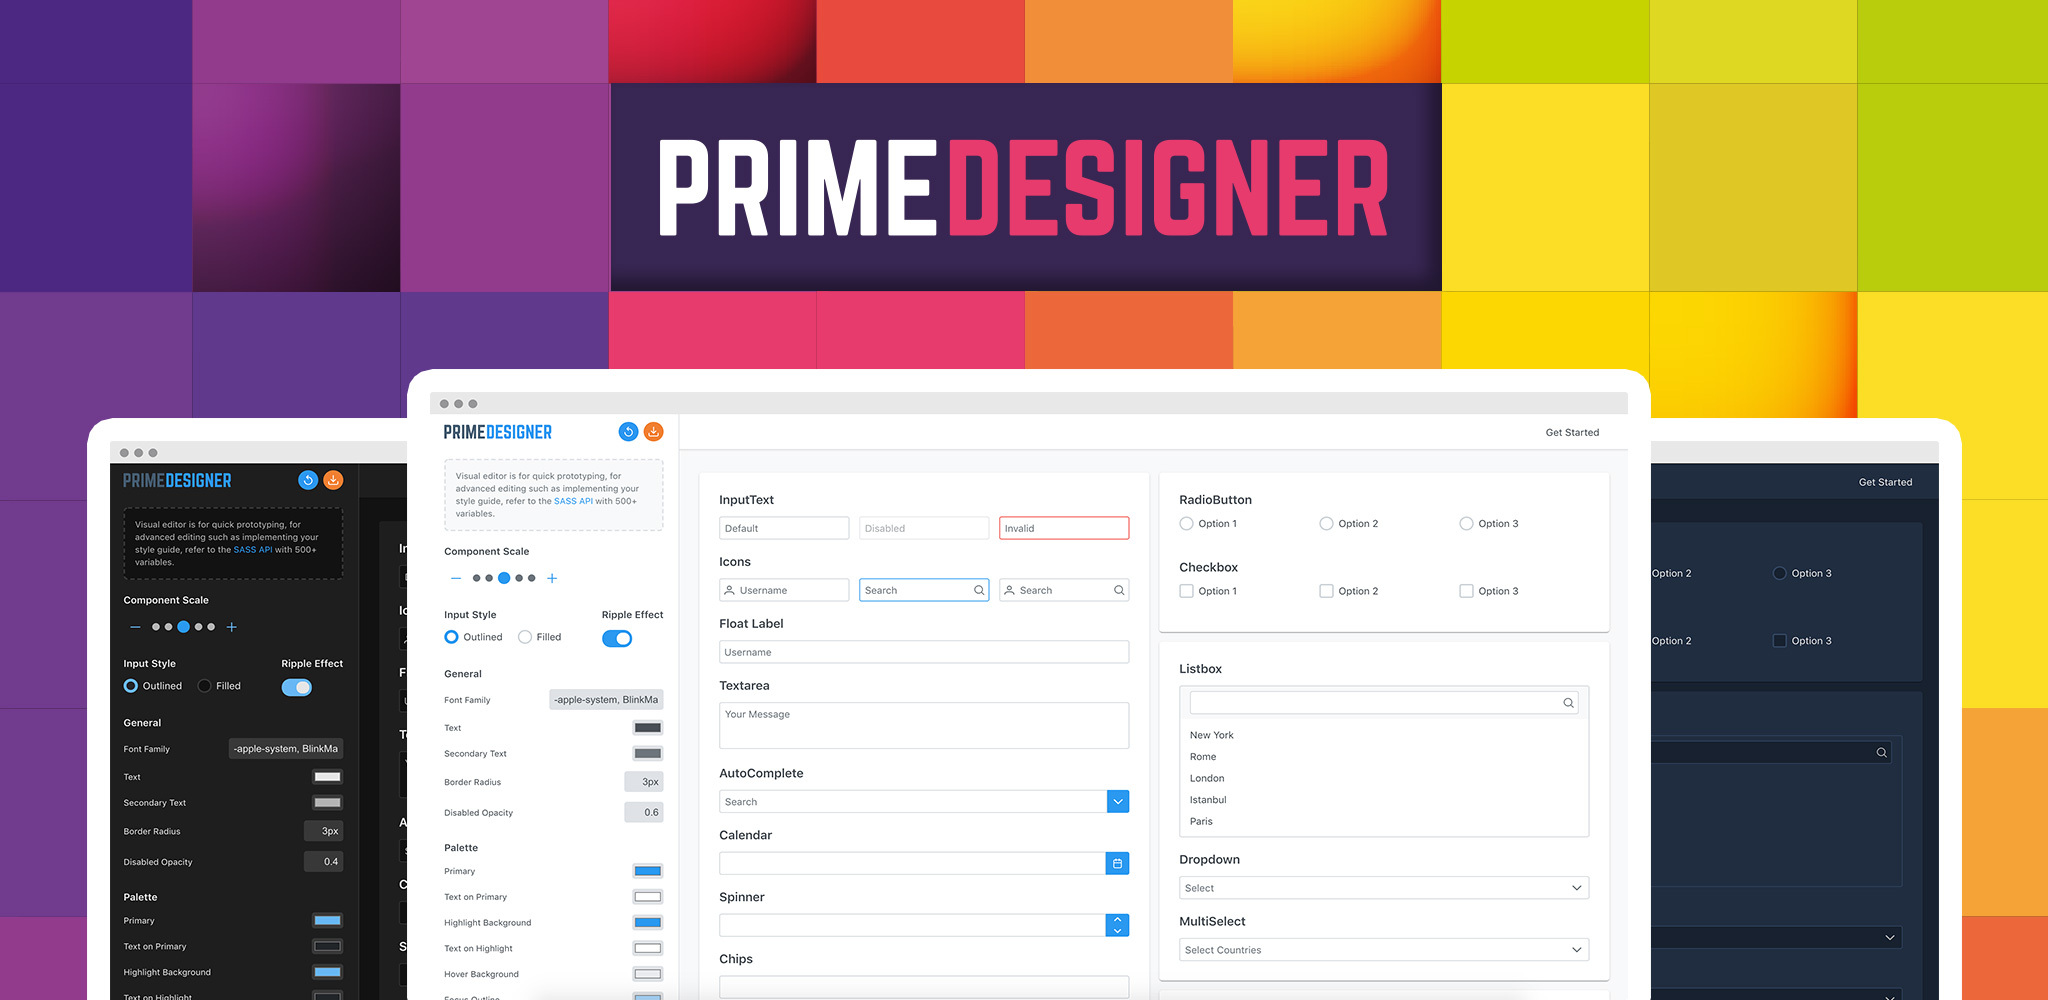 PRIMEDESIGNER
PRIMEDESIGNER
Visual editor is for quick prototyping, for
advanced editing such as implementing your
style guide, refer to the SASS API with 500+
variables.
Component Scale
Input Style
Ripple Effect
Outlined
Filled
General
Font Family
-apple-system, BlinkMa
Text
Secondary Text
Border Radius
3px
Disabled Opacity
0.4
Palette
Primary
Text on Primary
Highlight Background
Text on Highlight
PRIMEDESIGNER
Get Started
Visual editor is for quick prototyping, for
advanced editing such as implementing your
style guide, refer to the SASS API with 500+
variables.
Component Scale
Input Style
Ripple Effect
Outlined
Filled
General
Font Family
-apple-system, BlinkMa
Text
Secondary Text
Border Radius
3px
Disabled Opacity
0.6
Palette
Primary
Text on Primary
Highlight Background
Text on Highlight
Hover Background
Focus Outline
InputText
Default
Disabled
Invalid
Icons
Username
Search
Search
Float Label
Username
Textarea
Your Message
AutoComplete
Search
Calendar
Spinner
Chips
RadioButton
Option 1
Option 2
Option 3
Checkbox
Option 1
Option 2
Option 3
Listbox
New York
Rome
London
Istanbul
Paris
Dropdown
Select
MultiSelect
Select Countries
Get Started
Option 2
Option 3
Option 2
Option 3